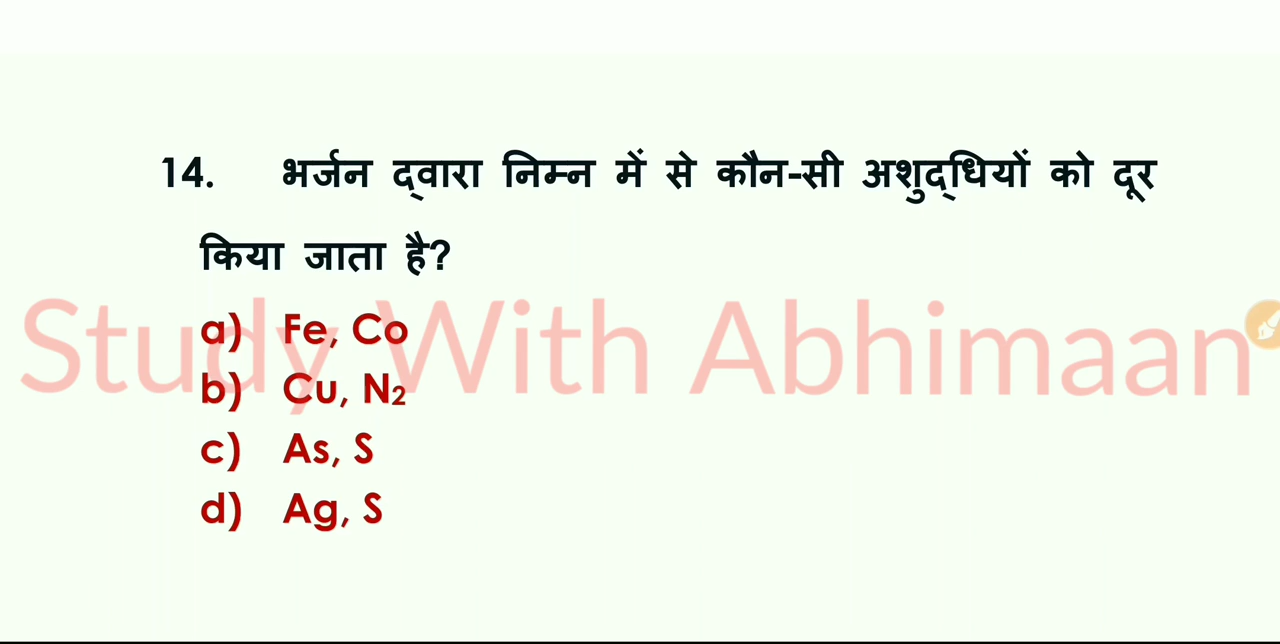 14. भर्जन द्वारा निम्न में से कौन-सी अशुद्धियों को दूर
किया जाता है?
Study With Abhimaan
a) Fe, Co
b) Cu, N2
c) As, S
d) Ag, S